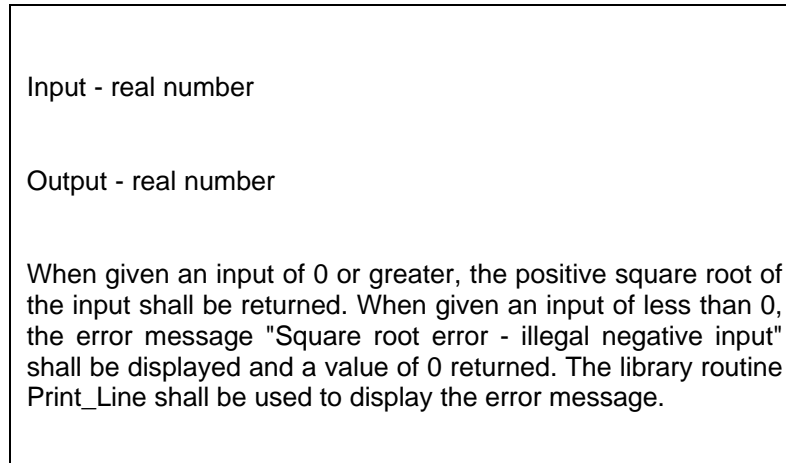 Input - real number
Output - real number
When given an input of 0 or greater, the positive square root of
the input shall be returned. When given an input of less than 0,
the error message "Square root error - illegal negative input"
shall be displayed and a value of 0 returned. The library routine
Print_Line shall be used to display the error message.